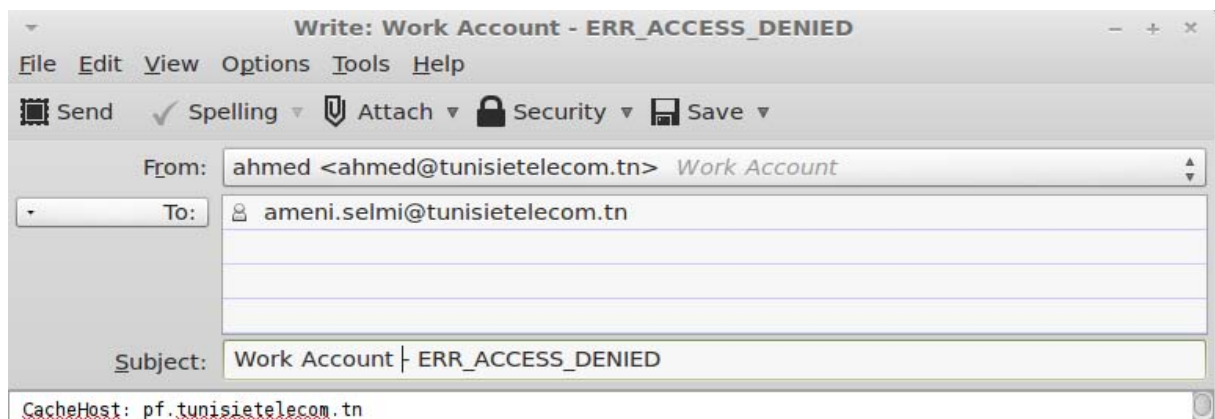 Write: Work Account - ERR_ACCESS_DENIED
File Edit View Options Tools Help
Send Spelling Attach Security Save
From: ahmed <ahmed@tunisietelecom.tn> Work Account
To: ameni.selmi@tunisietelecom.tn
Subject: Work Account - ERR_ACCESS_DENIED
CacheHost: pf.tunisietelecom.tn